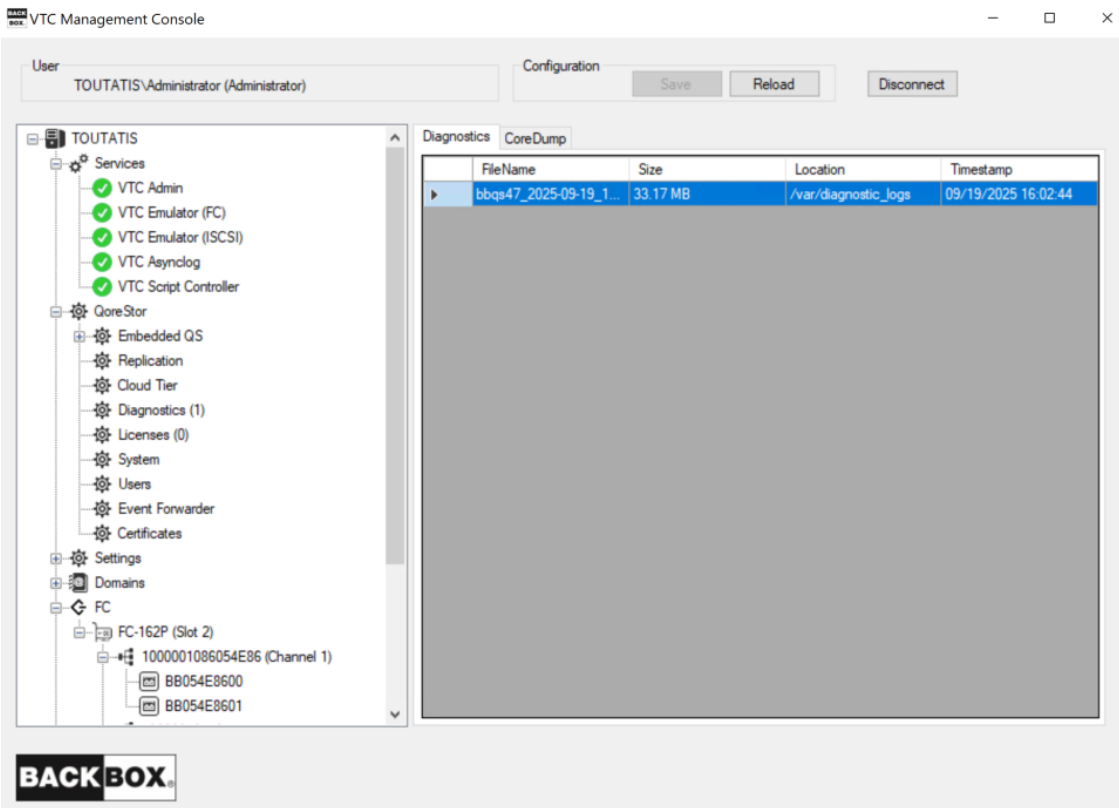 BACK BOX. VTC Management Console
User
TOUTATIS\Administrator (Administrator)
Configuration
Save
Reload
Disconnect
TOUTATIS
Services
VTC Admin
VTC Emulator (FC)
VTC Emulator (ISCSI)
VTC Asynclog
VTC Script Controller
QoreStor
Embedded QS
Replication
Cloud Tier
Diagnostics (1)
Licenses (0)
System
Users
Event Forwarder
Certificates
Settings
Domains
FC
FC-162P (Slot 2)
1000001086054E86 (Channel 1)
BB054E8600
BB054E8601
Diagnostics CoreDump
FileName Size Location Timestamp
bbqs47_2025-09-19_1... 33.17 MB /var/diagnostic_logs 09/19/2025 16:02:44
BACKBOX®